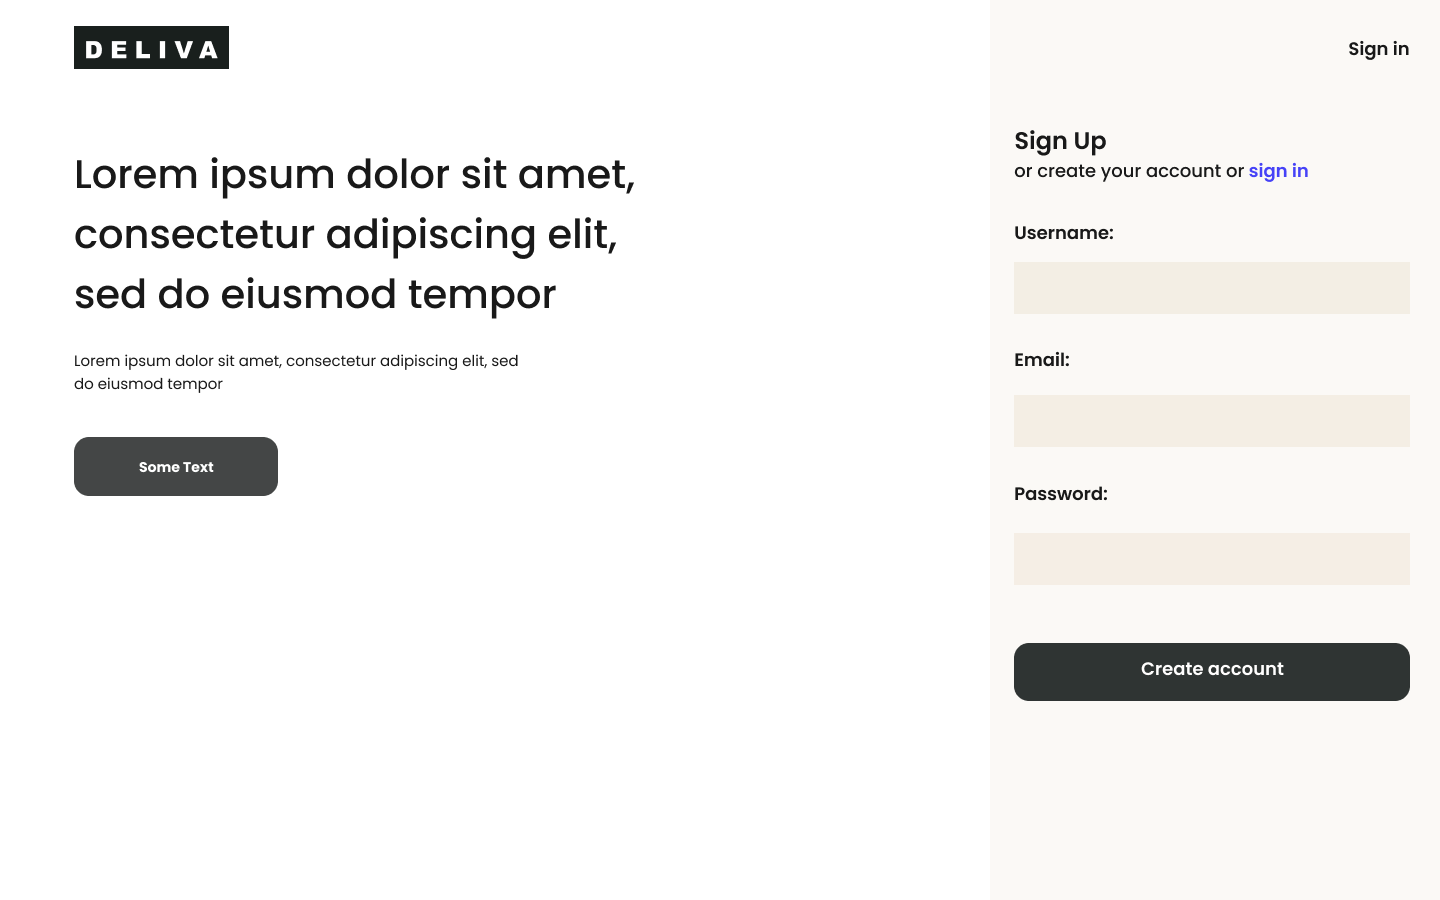 DELIVA
Lorem ipsum dolor sit amet,
consectetur adipiscing elit,
sed do eiusmod tempor
Lorem ipsum dolor sit amet, consectetur adipiscing elit, sed
do eiusmod tempor
Some Text
Sign in
Sign Up
or create your account or sign in
Username:
Email:
Password:
Create account